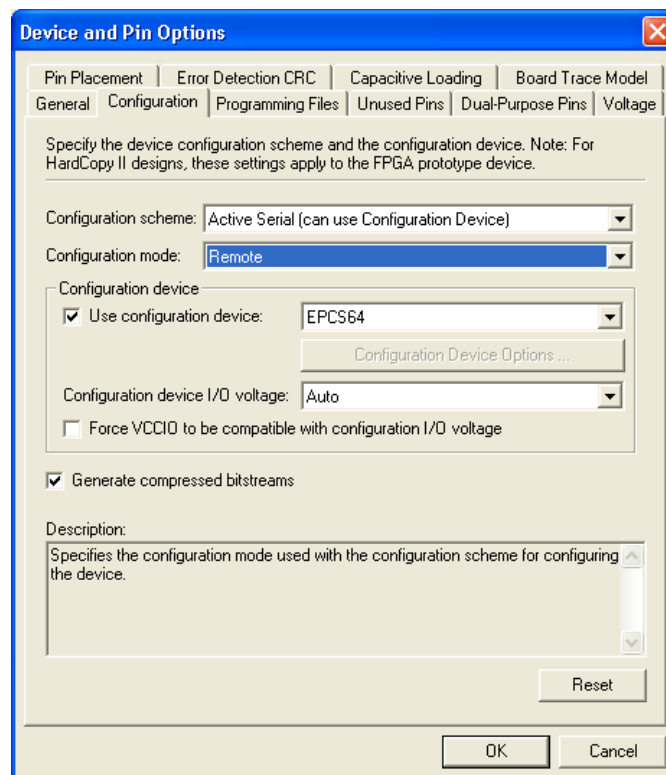 Device and Pin Options
Pin Placement Error Detection CRC Capacitive Loading Board Trace Model
General Configuration Programming Files Unused Pins Dual-Purpose Pins Voltage
Specify the device configuration scheme and the configuration device. Note: For
HardCopy II designs, these settings apply to the FPGA prototype device.
Configuration scheme: Active Serial (can use Configuration Device)
Configuration mode: Remote
Configuration device
Use configuration device: EPCS64
Configuration Device Options ...
Configuration device I/O voltage: Auto
Force VCCIO to be compatible with configuration I/O voltage
Generate compressed bitstreams
Description:
Specifies the configuration mode used with the configuration scheme for configuring
the device.
Reset
OK Cancel